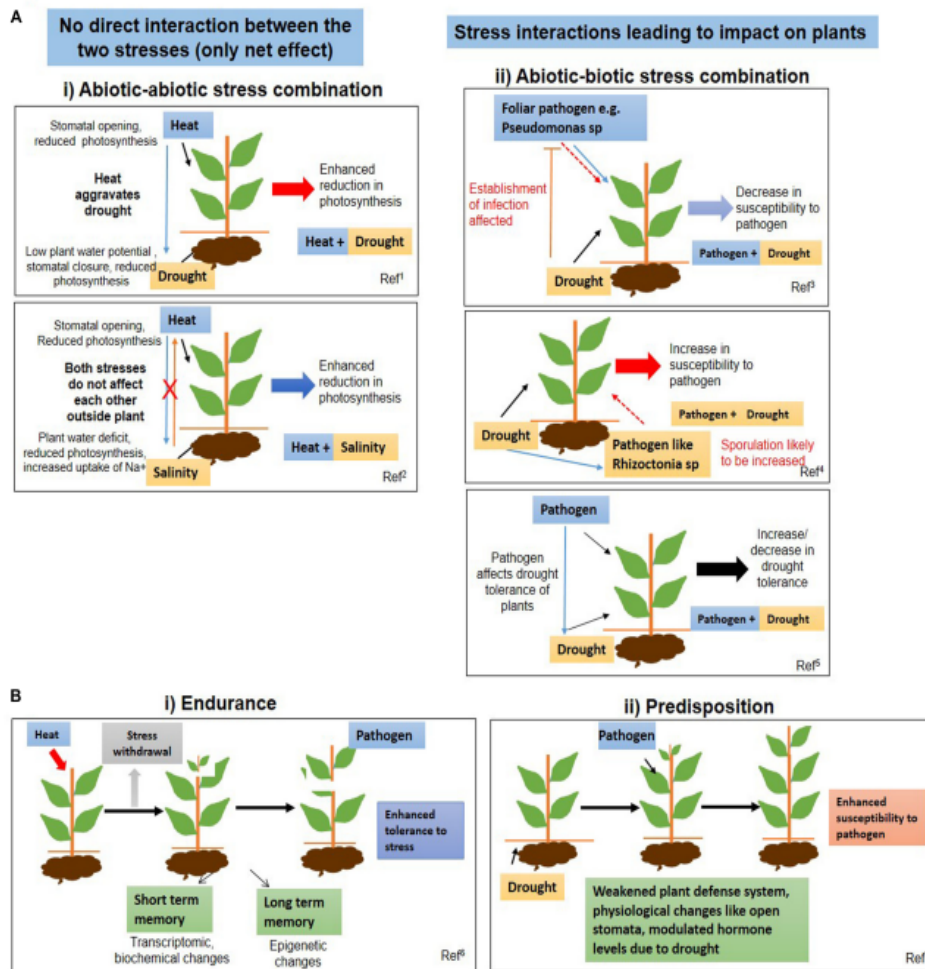 A
No direct interaction between the
two stresses (only net effect)
i) Abiotic-abiotic stress combination
Stomatal opening,
reduced photosynthesis
Heat
Heat
aggravates
drought
Enhanced
reduction in
photosynthesis
Low plant water potential ,
stomatal closure, reduced
photosynthesis
Drought
Heat + Drought
Ref1
Stomatal opening,
Reduced photosynthesis
Heat
Both stresses
do not affect
each other
outside plant
X
Enhanced
reduction in
photosynthesis
Plant water deficit,
reduced photosynthesis,
increased uptake of Na+
Salinity
Heat + Salinity
Ref2
Stress interactions leading to impact on plants
ii) Abiotic-biotic stress combination
Foliar pathogen e.g.
Pseudomonas sp
Establishment
of infection
affected
Decrease in
susceptibility to
pathogen
Drought
Pathogen + Drought
Ref3
Increase in
susceptibility to
pathogen
Pathogen + Drought
Drought
Pathogen like
Rhizoctonia sp
Sporulation likely
to be increased
Ref4
Pathogen
Pathogen
affects drought
tolerance of
plants
Increase/
decrease in
drought
tolerance
Drought
Pathogen + Drought
Ref5
B
i) Endurance
Heat
Stress
withdrawal
Pathogen
Enhanced
tolerance to
stress
Short term
memory
Long term
memory
Transcriptomic,
biochemical changes
Epigenetic
changes
Ref6
ii) Predisposition
Pathogen
Enhanced
susceptibility to
pathogen
Drought
Weakened plant defense system,
physiological changes like open
stomata, modulated hormone
levels due to drought
Ref